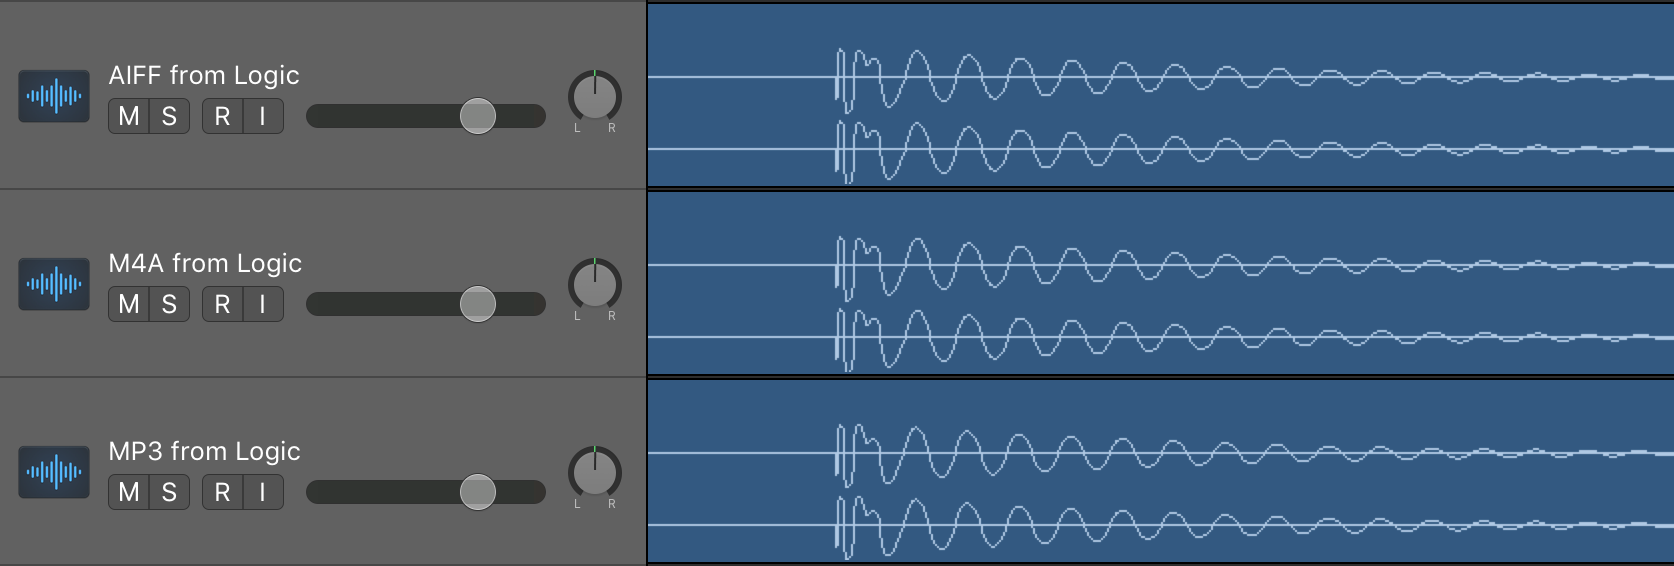 AIFF from Logic
M S R I
L R
M4A from Logic
M S R I
L R
MP3 from Logic
M S R I
L R